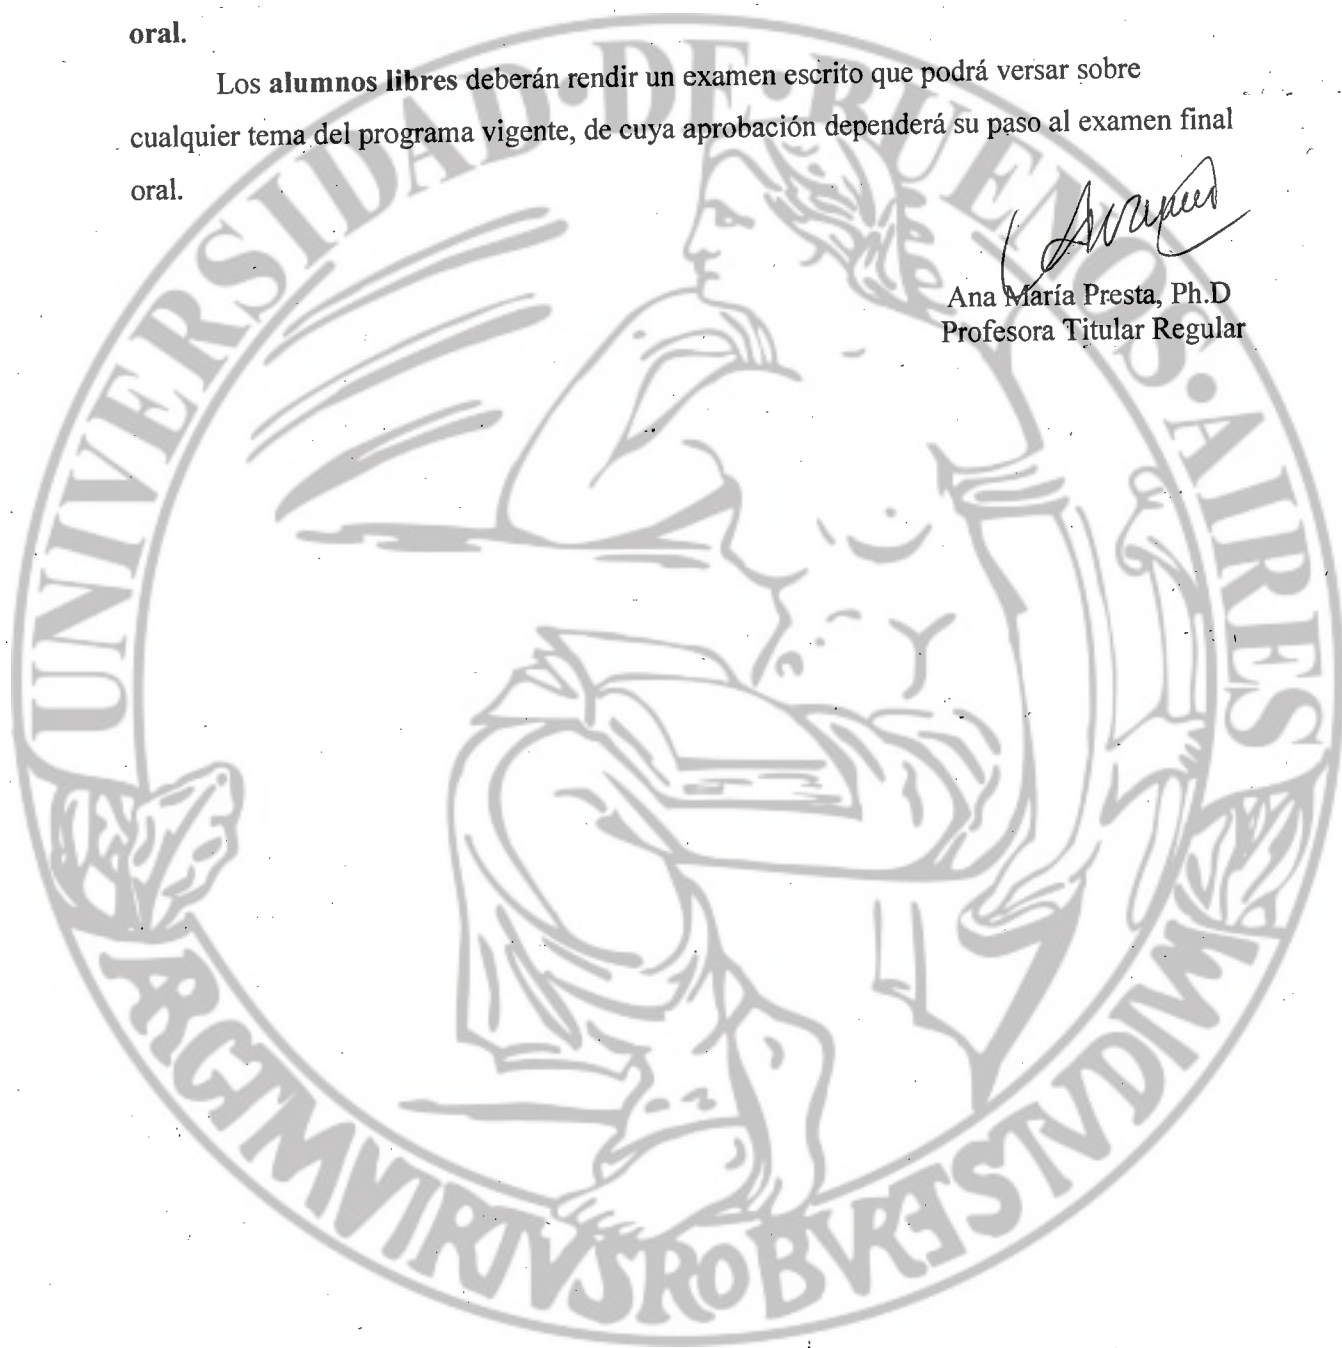 oral.
Los alumnos libres deberán rendir un examen escrito que podrá versar sobre
cualquier tema del programa vigente, de cuya aprobación dependerá su paso al examen final
oral.
Ana María Presta, Ph.D
Profesora Titular Regular
UNIVERSIDAD·DE·BUENOS·AIRES
ARGTMVIRTVSROBVRETSTVDIVM